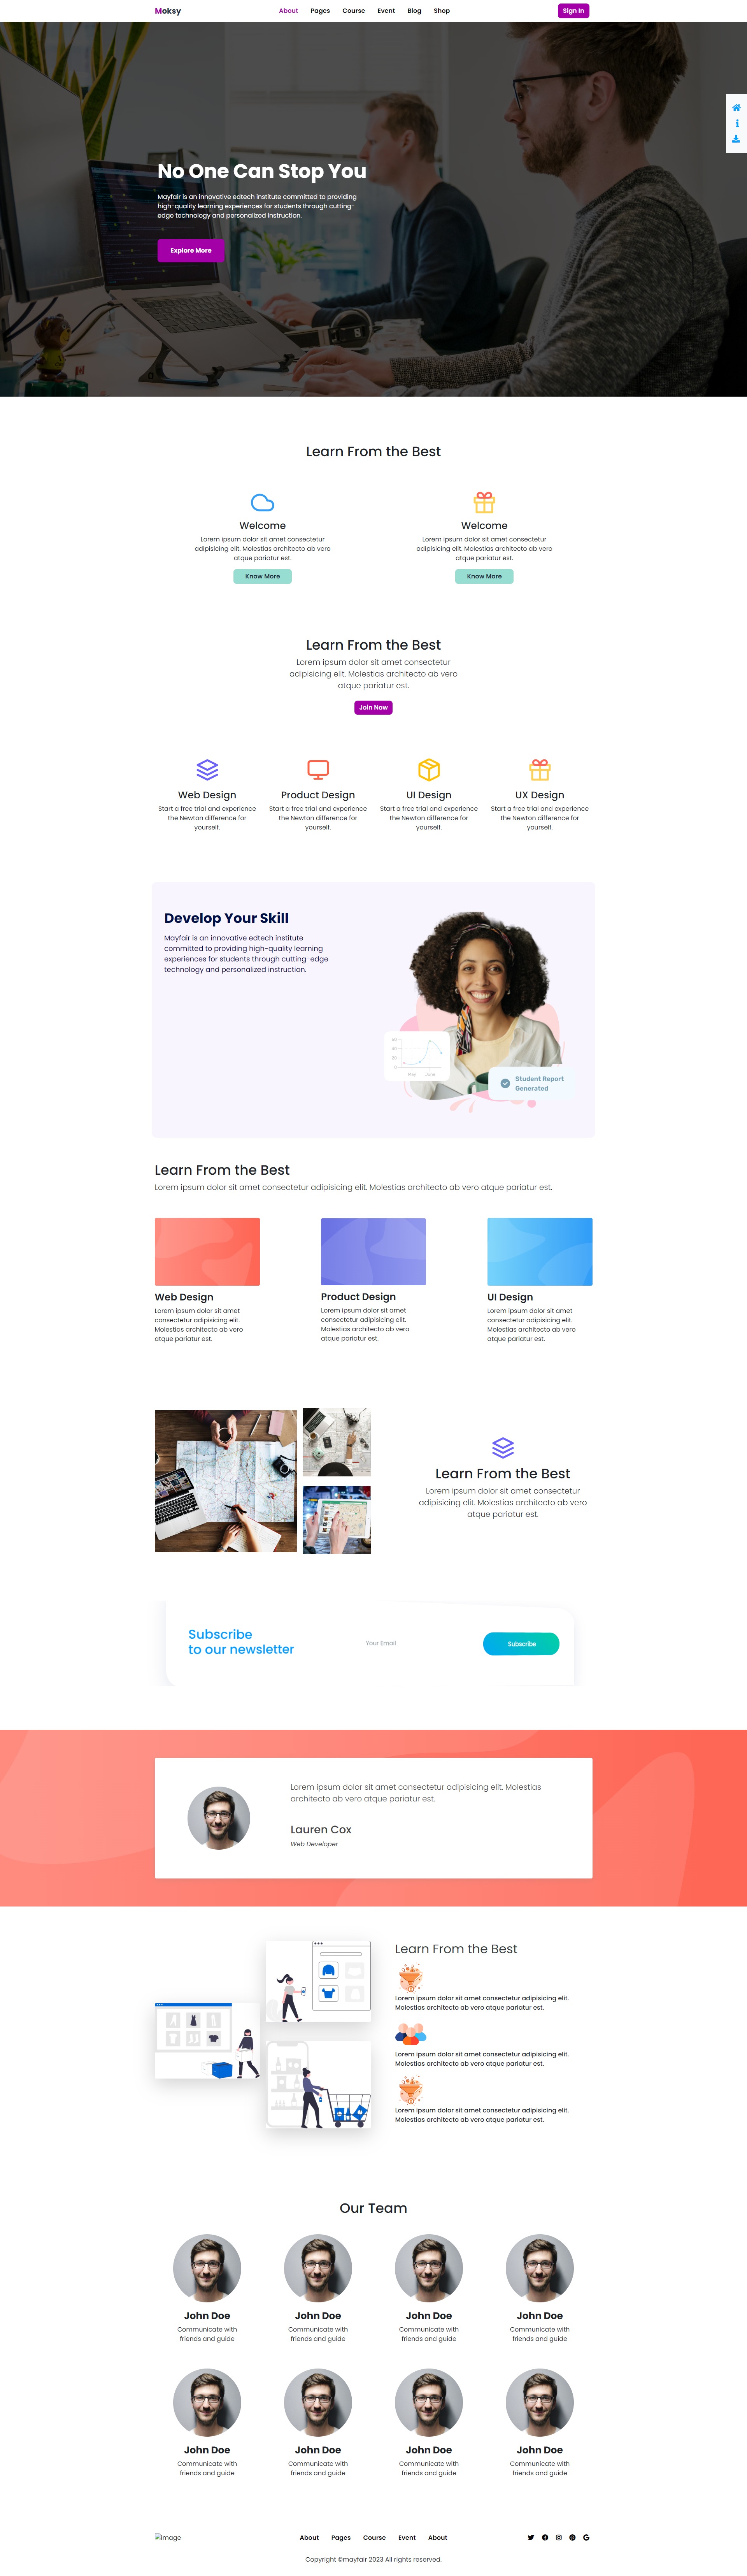 Moksy
About Pages Course Event Blog Shop
Sign In
No One Can Stop You
Mayfair is an innovative edtech institute committed to providing
high-quality learning experiences for students through cutting-
edge technology and personalized instruction.
Explore More
Learn From the Best
Welcome
Lorem ipsum dolor sit amet consectetur
adipisicing elit. Molestias architecto ab vero
atque pariatur est.
Know More
Welcome
Lorem ipsum dolor sit amet consectetur
adipisicing elit. Molestias architecto ab vero
atque pariatur est.
Know More
Learn From the Best
Lorem ipsum dolor sit amet consectetur
adipisicing elit. Molestias architecto ab vero
atque pariatur est.
Join Now
Web Design
Start a free trial and experience
the Newton difference for
yourself.
Product Design
Start a free trial and experience
the Newton difference for
yourself.
UI Design
Start a free trial and experience
the Newton difference for
yourself.
UX Design
Start a free trial and experience
the Newton difference for
yourself.
Develop Your Skill
Mayfair is an innovative edtech institute
committed to providing high-quality learning
experiences for students through cutting-edge
technology and personalized instruction.
May June
Student Report
Generated
Learn From the Best
Lorem ipsum dolor sit amet consectetur adipisicing elit. Molestias architecto ab vero atque pariatur est.
Web Design
Lorem ipsum dolor sit amet
consectetur adipisicing elit.
Molestias architecto ab vero
atque pariatur est.
Product Design
Lorem ipsum dolor sit amet
consectetur adipisicing elit.
Molestias architecto ab vero
atque pariatur est.
UI Design
Lorem ipsum dolor sit amet
consectetur adipisicing elit.
Molestias architecto ab vero
atque pariatur est.
Learn From the Best
Lorem ipsum dolor sit amet consectetur
adipisicing elit. Molestias architecto ab vero
atque pariatur est.
Subscribe
to our newsletter
Your Email
Subscribe
Lorem ipsum dolor sit amet consectetur adipisicing elit. Molestias
architecto ab vero atque pariatur est.
Lauren Cox
Web Developer
Learn From the Best
Lorem ipsum dolor sit amet consectetur adipisicing elit.
Molestias architecto ab vero atque pariatur est.
Lorem ipsum dolor sit amet consectetur adipisicing elit.
Molestias architecto ab vero atque pariatur est.
Lorem ipsum dolor sit amet consectetur adipisicing elit.
Molestias architecto ab vero atque pariatur est.
Our Team
John Doe
Communicate with
friends and guide
John Doe
Communicate with
friends and guide
John Doe
Communicate with
friends and guide
John Doe
Communicate with
friends and guide
John Doe
Communicate with
friends and guide
John Doe
Communicate with
friends and guide
John Doe
Communicate with
friends and guide
John Doe
Communicate with
friends and guide
image
About Pages Course Event About
Copyright ©mayfair 2023 All rights reserved.